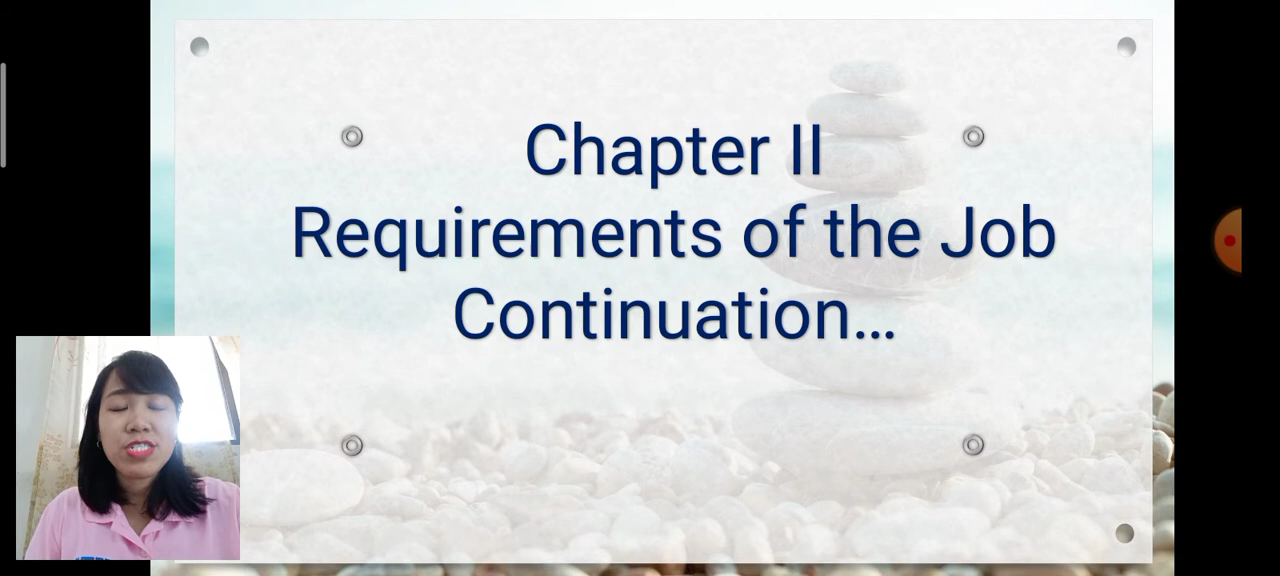 Chapter II
Requirements of the Job
Continuation...